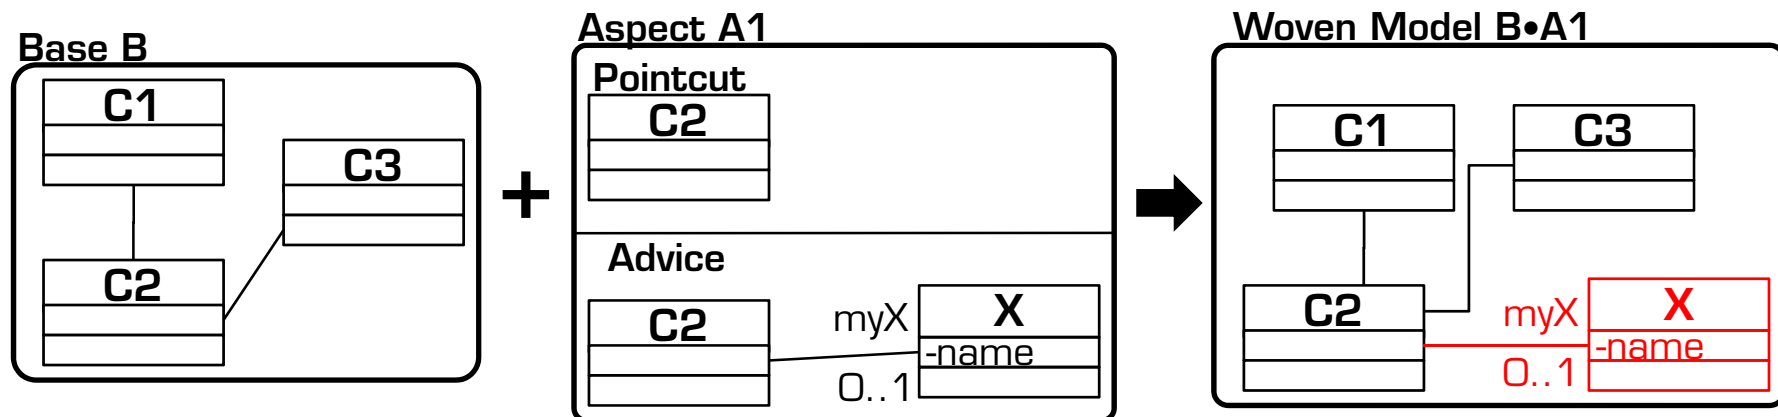 Base B
C1
C3
C2
Aspect A1
Pointcut
C2
Advice
C2
myX
0..1
X
-name
Woven Model B•A1
C1
C3
C2
myX
0..1
X
-name